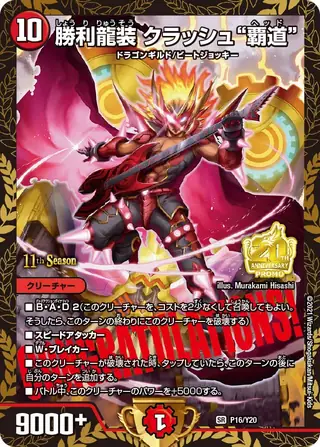 10
しょうりりゅうそう
ヘッド
勝利龍装 クラッシュ“覇道”
ドラゴンギルド/ビートジョッキー
11th Season
ANNIVERSARY
PROMO
illus. Murakami Hisashi
クリーチャー
■B・A・D 2(このクリーチャーを、コストを2少なくして召喚してもよい。
そうしたら、このターンの終わりにこのクリーチャーを破壊する)
■スピードアタッカー
■W・ブレイカー
■このクリーチャーが破壊された時、タップしていたら、このターンの後に
自分のターンを追加する。
■バトル中、このクリーチャーのパワーを+5000する。
9000+
1
SR P16/Y20